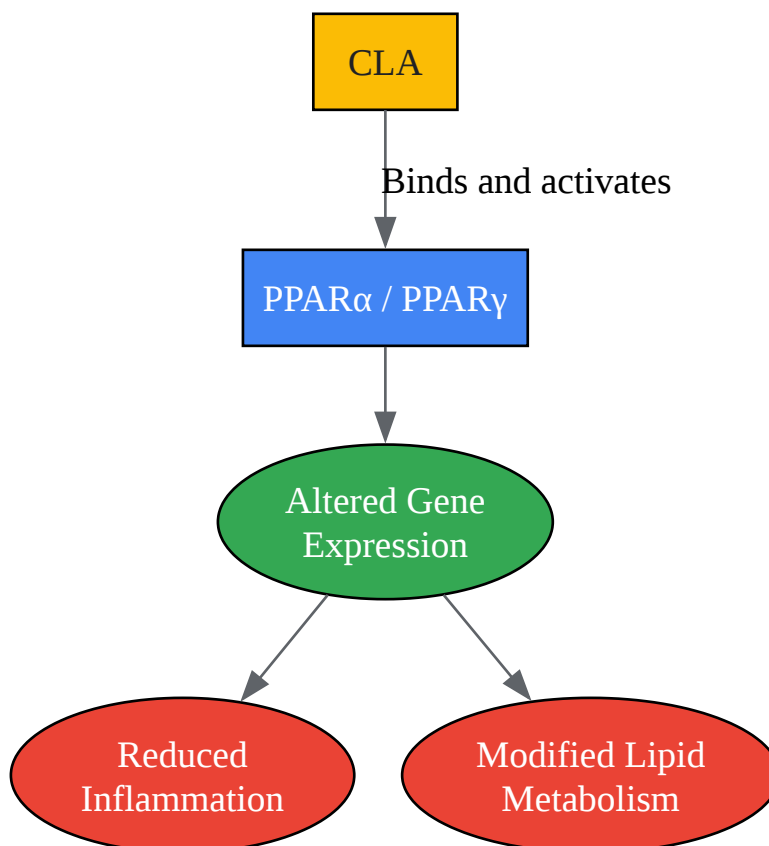 CLA
Binds and activates
PPARα / PPARγ
Altered Gene
Expression
Reduced
Inflammation
Modified Lipid
Metabolism